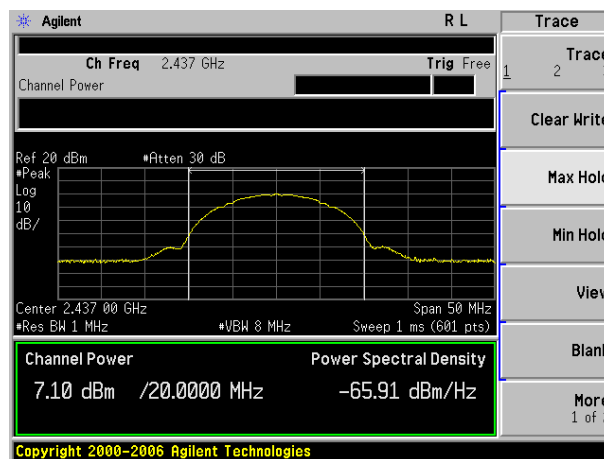 Agilent R L Trace
Ch Freq 2.437 GHz Trig Free
Channel Power
Trace
1 2
Clear Write
Max Hold
Min Hold
View
Blank
More
1 of
Ref 20 dBm #Atten 30 dB
#Peak
Log
10
dB/
Center 2.437 00 GHz Span 50 MHz
#Res BW 1 MHz #VBW 8 MHz Sweep 1 ms (601 pts)
Channel Power Power Spectral Density
7.10 dBm /20.0000 MHz -65.91 dBm/Hz
Copyright 2000-2006 Agilent Technologies